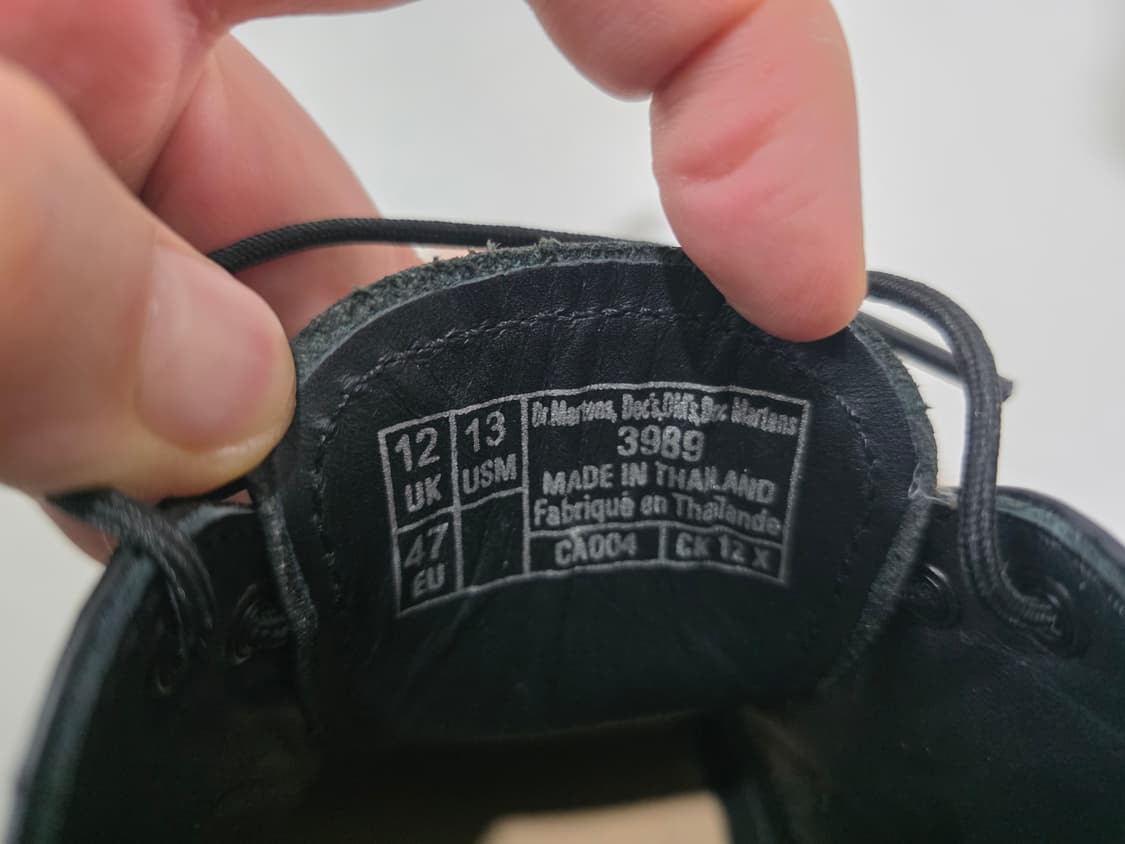 12
UK
13
USM
47
EU
Dr.Martens, Doc's,DM's,Doc Martens
3989
MADE IN THAILAND
Fabriqué en Thaïlande
CA004
CK 12 X